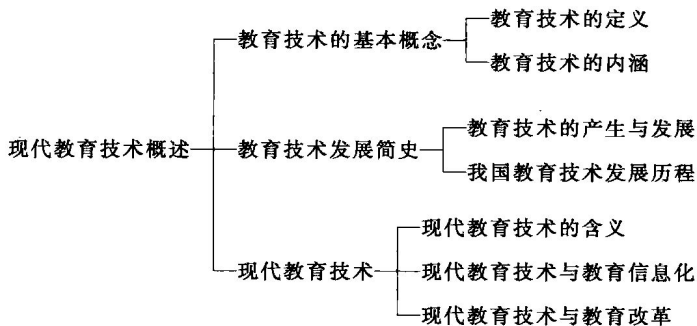 教育技术的定义
教育技术的基本概念
教育技术的内涵
教育技术的产生与发展
现代教育技术概述
教育技术发展简史
我国教育技术发展历程
现代教育技术的含义
现代教育技术
现代教育技术与教育信息化
现代教育技术与教育改革